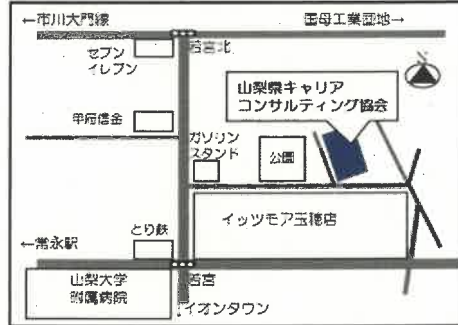 ←市川大門線
国母工業団地→
セブン
イレブン
若宮北
N
山梨県キャリア
コンサルティング協会
甲府信金
ガソリン
スタンド
公園
イッツモア玉穂店
とり鉄
←常永駅
山梨大学
附属病院
若宮
↓イオンタウン